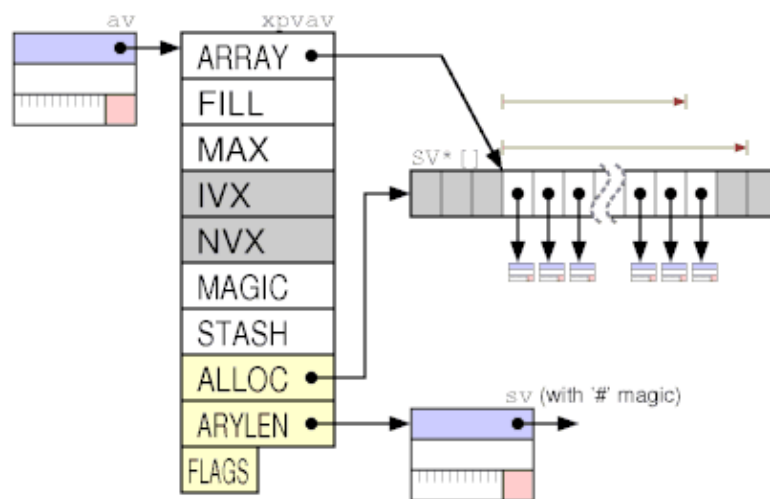 av
xpvav
ARRAY
FILL
MAX
SV*[]
IVX
NVX
MAGIC
STASH
ALLOC
sv (with '#' magic)
ARYLEN
FLAGS